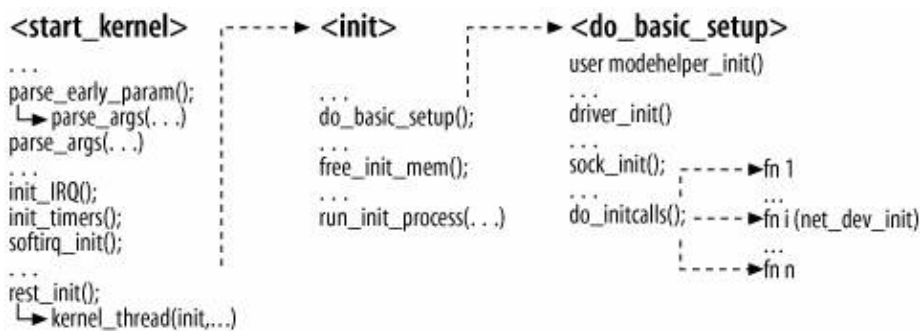 <start_kernel>
. . .
parse_early_param();
parse_args(. . .)
parse_args(. . .)
. . .
init_IRQ();
init_timers();
softirq_init();
. . .
rest_init();
kernel_thread(init,...)
<init>
. . .
do_basic_setup();
. . .
free_init_mem();
. . .
run_init_process(. . .)
<do_basic_setup>
user modehelper_init()
. . .
driver_init()
. . .
sock_init();
. . .
do_initcalls();
fn 1
...
fn i (net_dev_init)
...
fn n